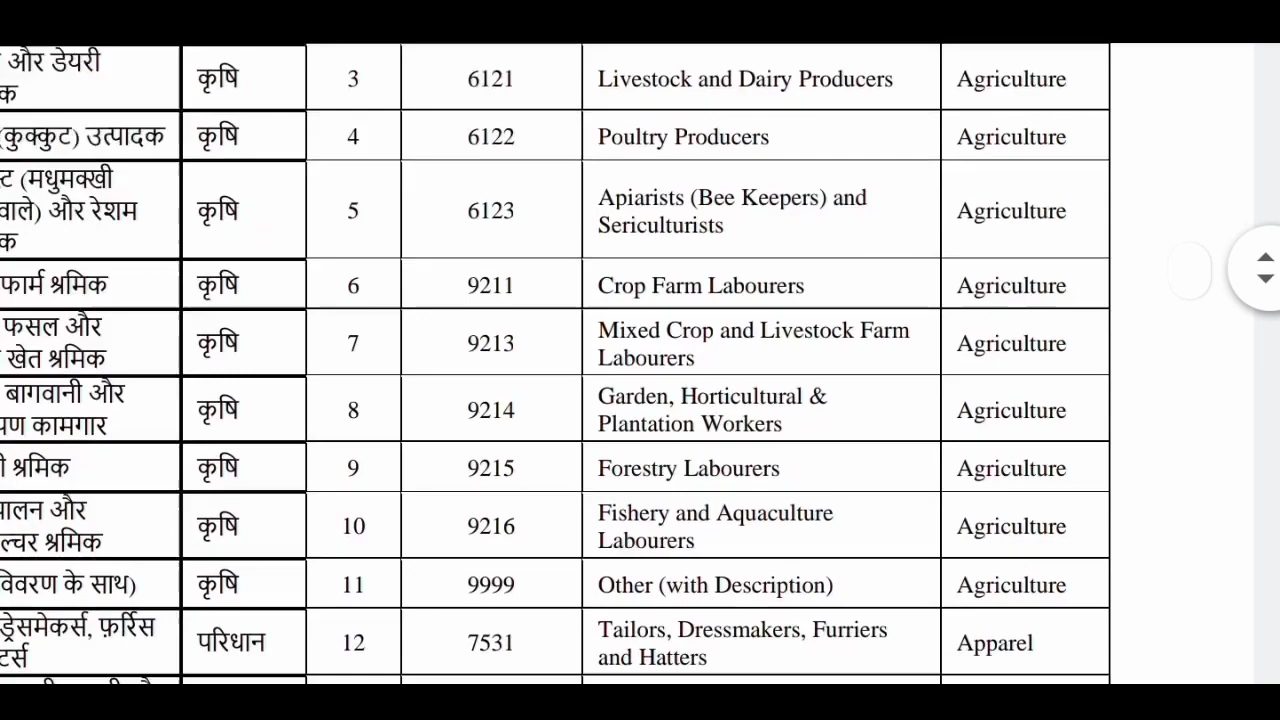 और डेयरी
कृषि 3 6121 Livestock and Dairy Producers Agriculture
(कुक्कुट) उत्पादक कृषि 4 6122 Poultry Producers Agriculture
(मधुमक्खी
वाले) और रेशम कृषि 5 6123 Apiarists (Bee Keepers) and Agriculture
Sericulturists
फार्म श्रमिक कृषि 6 9211 Crop Farm Labourers Agriculture
फसल और कृषि 7 9213 Mixed Crop and Livestock Farm Agriculture
खेत श्रमिक Labourers
बागवानी और कृषि 8 9214 Garden, Horticultural & Agriculture
कामगार Plantation Workers
श्रमिक कृषि 9 9215 Forestry Labourers Agriculture
और कृषि 10 9216 Fishery and Aquaculture Agriculture
श्रमिक Labourers
विवरण के साथ) कृषि 11 9999 Other (with Description) Agriculture
ड्रेसमेकर्स, फ़र्रिस परिधान 12 7531 Tailors, Dressmakers, Furriers Apparel
and Hatters